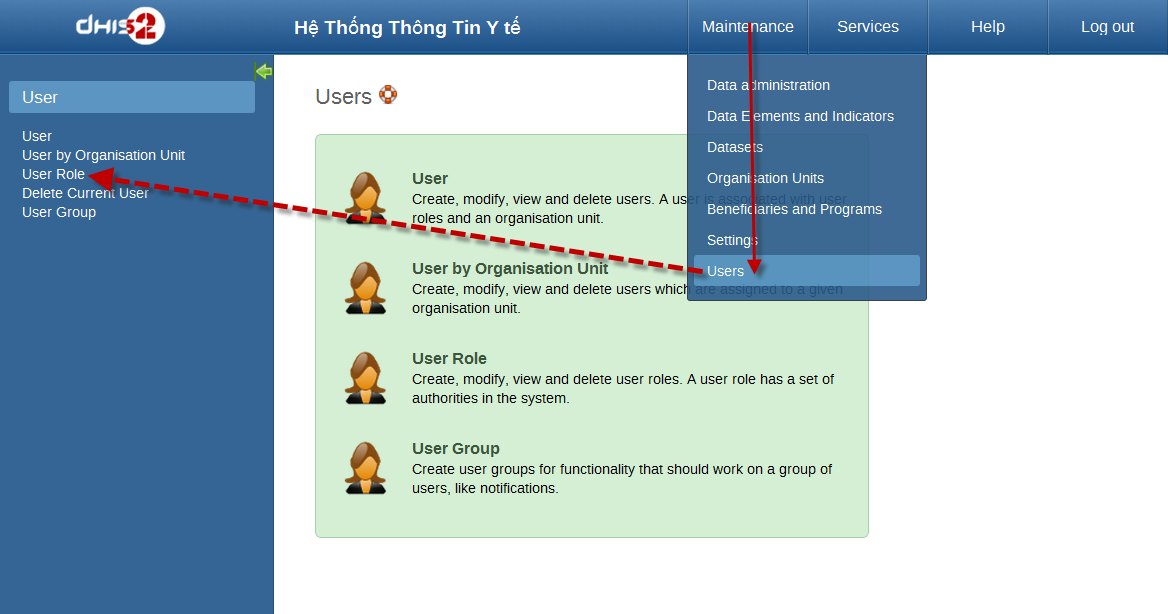 dHIS2
Hệ Thống Thông Tin Y tế
Maintenance
Services
Help
Log out
User
User
User by Organisation Unit
User Role
Delete Current User
User Group
Users
User
Create, modify, view and delete users. A user is associated with user
roles and an organisation unit.
User by Organisation Unit
Create, modify, view and delete users which are assigned to a given
organisation unit.
User Role
Create, modify, view and delete user roles. A user role has a set of
authorities in the system.
User Group
Create user groups for functionality that should work on a group of
users, like notifications.
Data administration
Data Elements and Indicators
Datasets
Organisation Units
Beneficiaries and Programs
Settings
Users